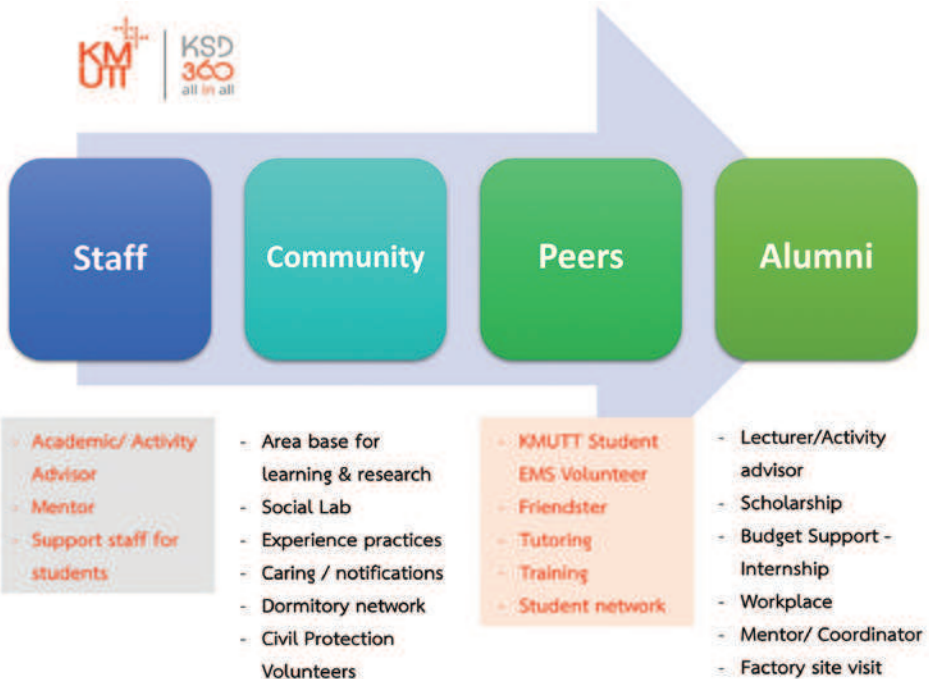 KM
UTT
KSD
360
all in all
Staff
Community
Peers
Alumni
- Academic/ Activity
Advisor
- Mentor
- Support staff for
students
- Area base for
learning & research
- Social Lab
- Experience practices
- Caring / notifications
- Dormitory network
- Civil Protection
Volunteers
- KMUTT Student
EMS Volunteer
- Friendster
- Tutoring
- Training
- Student network
- Lecturer/Activity
advisor
- Scholarship
- Budget Support -
Internship
- Workplace
- Mentor/ Coordinator
- Factory site visit